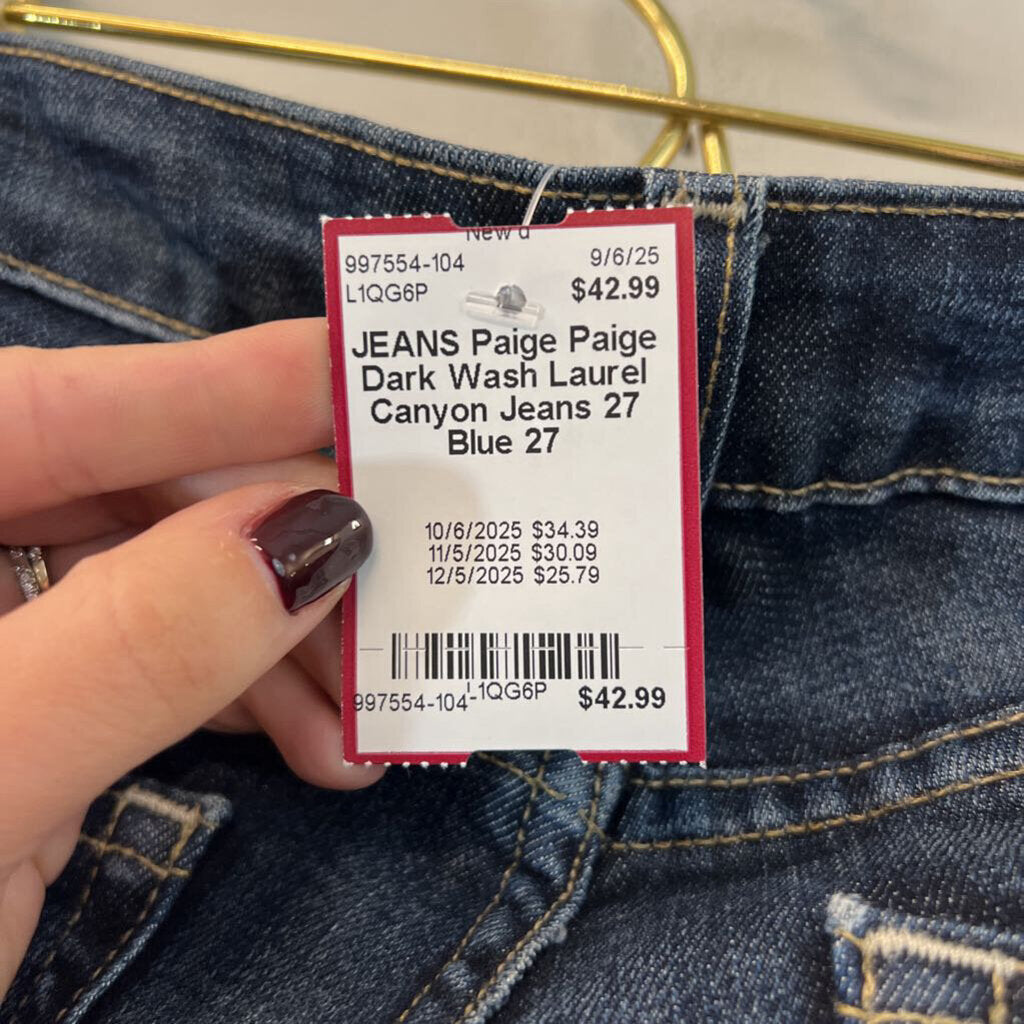 New
997554-104 9/6/25
L1QG6P $42.99
JEANS Paige Paige
Dark Wash Laurel
Canyon Jeans 27
Blue 27
10/6/2025 $34.39
11/5/2025 $30.09
12/5/2025 $25.79
997554-104 L1QG6P $42.99